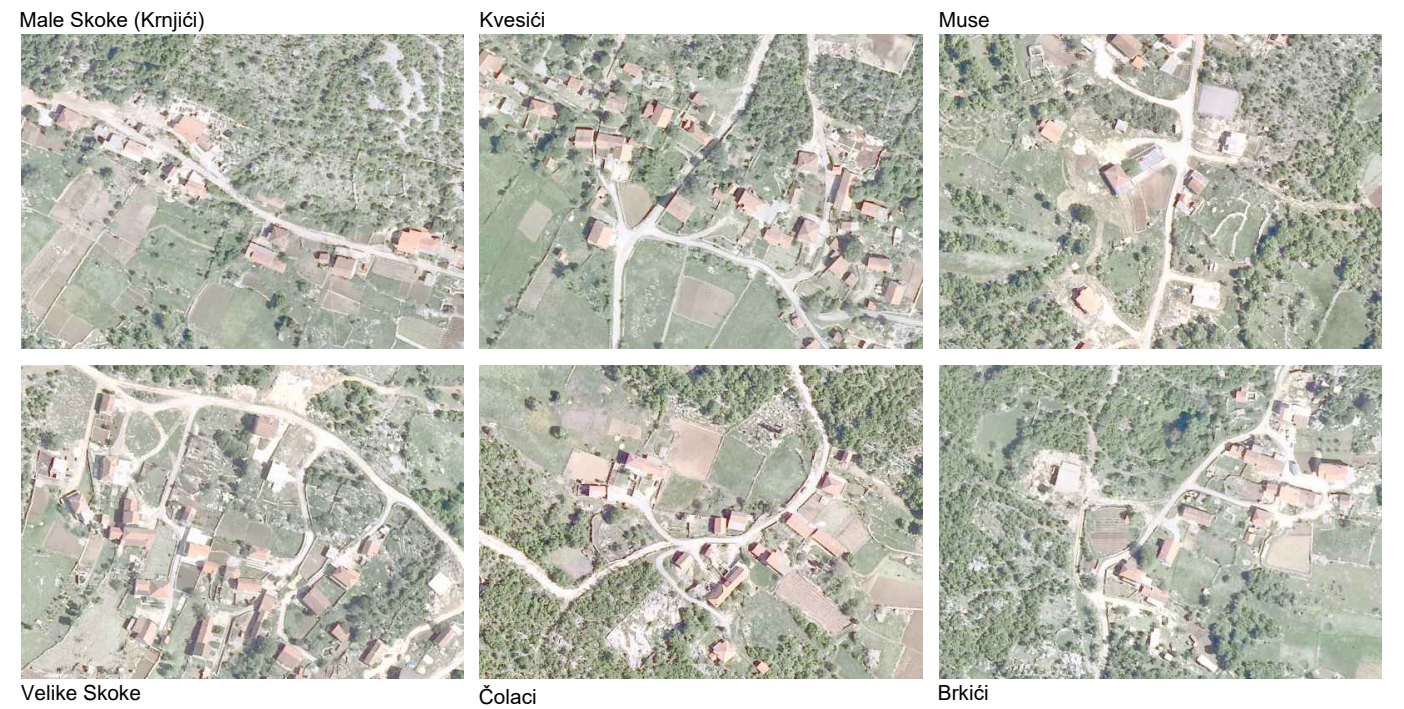 Male Skoke (Krnjići)
Kvesići
Muse
Velike Skoke
Čolaci
Brkići